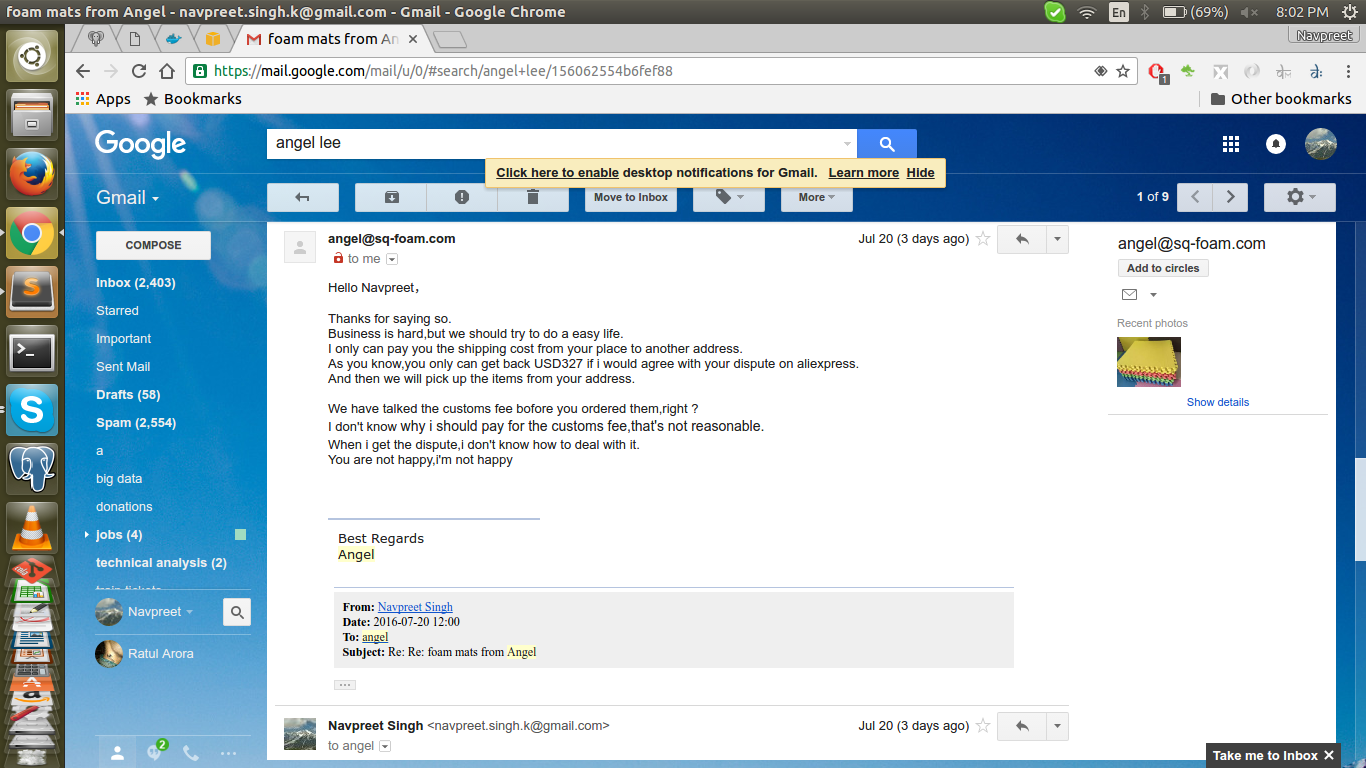 foam mats from Angel - navpreet.singh.k@gmail.com - Gmail - Google Chrome
En
(69%)
8:02 PM
foam mats from An
Navpreet
https://mail.google.com/mail/u/0/#search/angel+lee/156062554b6fef88
1
Apps
Bookmarks
Other bookmarks
Google
angel lee
Click here to enable desktop notifications for Gmail. Learn more Hide
Gmail
Move to Inbox
More
1 of 9
COMPOSE
Inbox (2,403)
Starred
Important
Sent Mail
Drafts (58)
Spam (2,554)
a
big data
donations
jobs (4)
technical analysis (2)
train tickets
Navpreet
Ratul Arora
2
angel@sq-foam.com
Jul 20 (3 days ago)
to me
Hello Navpreet，
Thanks for saying so.
Business is hard,but we should try to do a easy life.
I only can pay you the shipping cost from your place to another address.
As you know,you only can get back USD327 if i would agree with your dispute on aliexpress.
And then we will pick up the items from your address.
We have talked the customs fee bofore you ordered them,right ?
I don't know why i should pay for the customs fee,that's not reasonable.
When i get the dispute,i don't know how to deal with it.
You are not happy,i'm not happy
Best Regards
Angel
From: Navpreet Singh
Date: 2016-07-20 12:00
To: angel
Subject: Re: Re: foam mats from Angel
Navpreet Singh <navpreet.singh.k@gmail.com>
Jul 20 (3 days ago)
to angel
angel@sq-foam.com
Add to circles
Recent photos
Show details
Take me to Inbox ✕